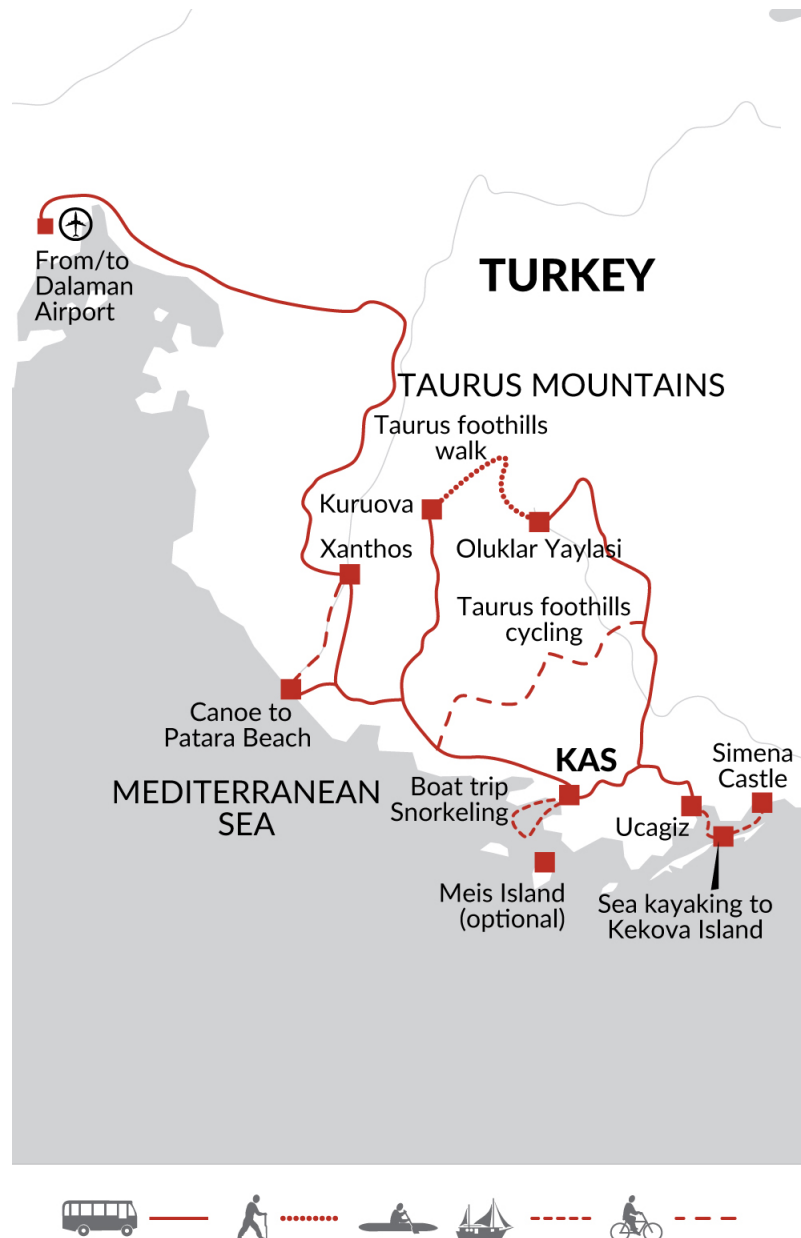 From/to
Dalaman
Airport
TURKEY
TAURUS MOUNTAINS
Taurus foothills
walk
Kuruova
Xanthos
Oluklar Yaylasi
Taurus foothills
cycling
Canoe to
Patara Beach
MEDITERRANEAN
SEA
Boat trip
Snorkeling
KAS
Simena
Castle
Ucagiz
Meis Island
(optional)
Sea kayaking to
Kekova Island